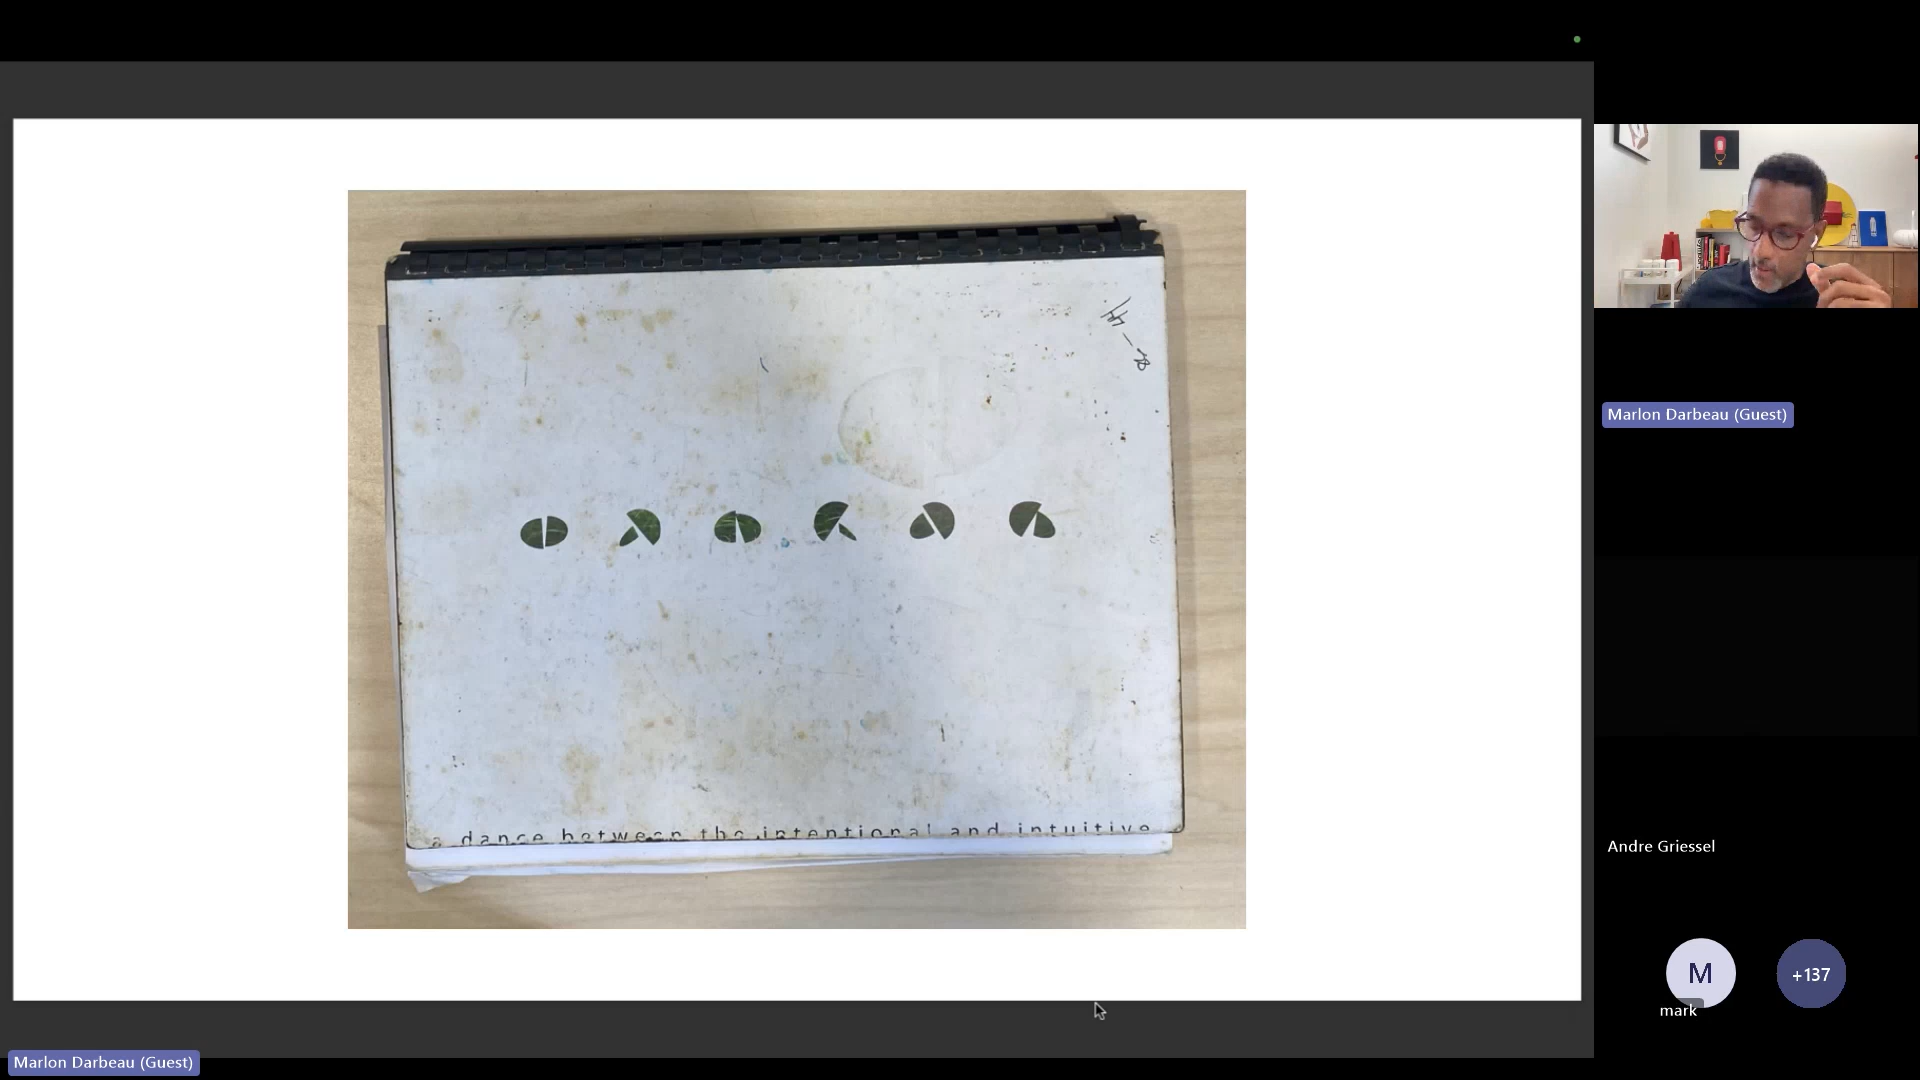 a dance between the intentional and intuitive
Marlon Darbeau (Guest)
Andre Griessel
M
+137
mark
Marlon Darbeau (Guest)